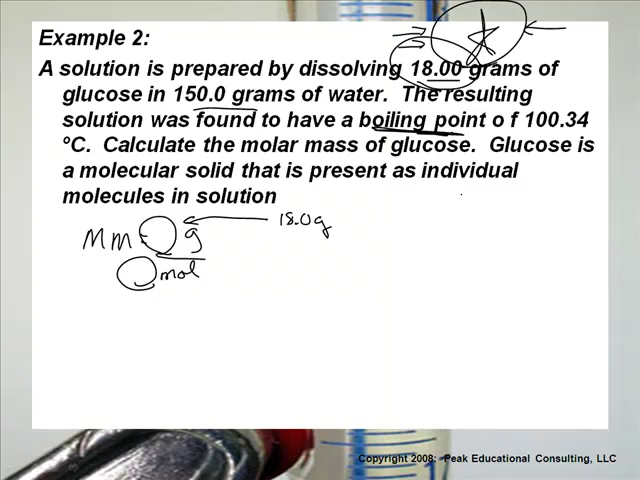 Example 2:
A solution is prepared by dissolving 18.00 grams of
glucose in 150.0 grams of water. The resulting
solution was found to have a boiling point o f 100.34
°C. Calculate the molar mass of glucose. Glucose is
a molecular solid that is present as individual
molecules in solution
Mm = g 18.0g
mol
Copyright 2008: Peak Educational Consulting, LLC